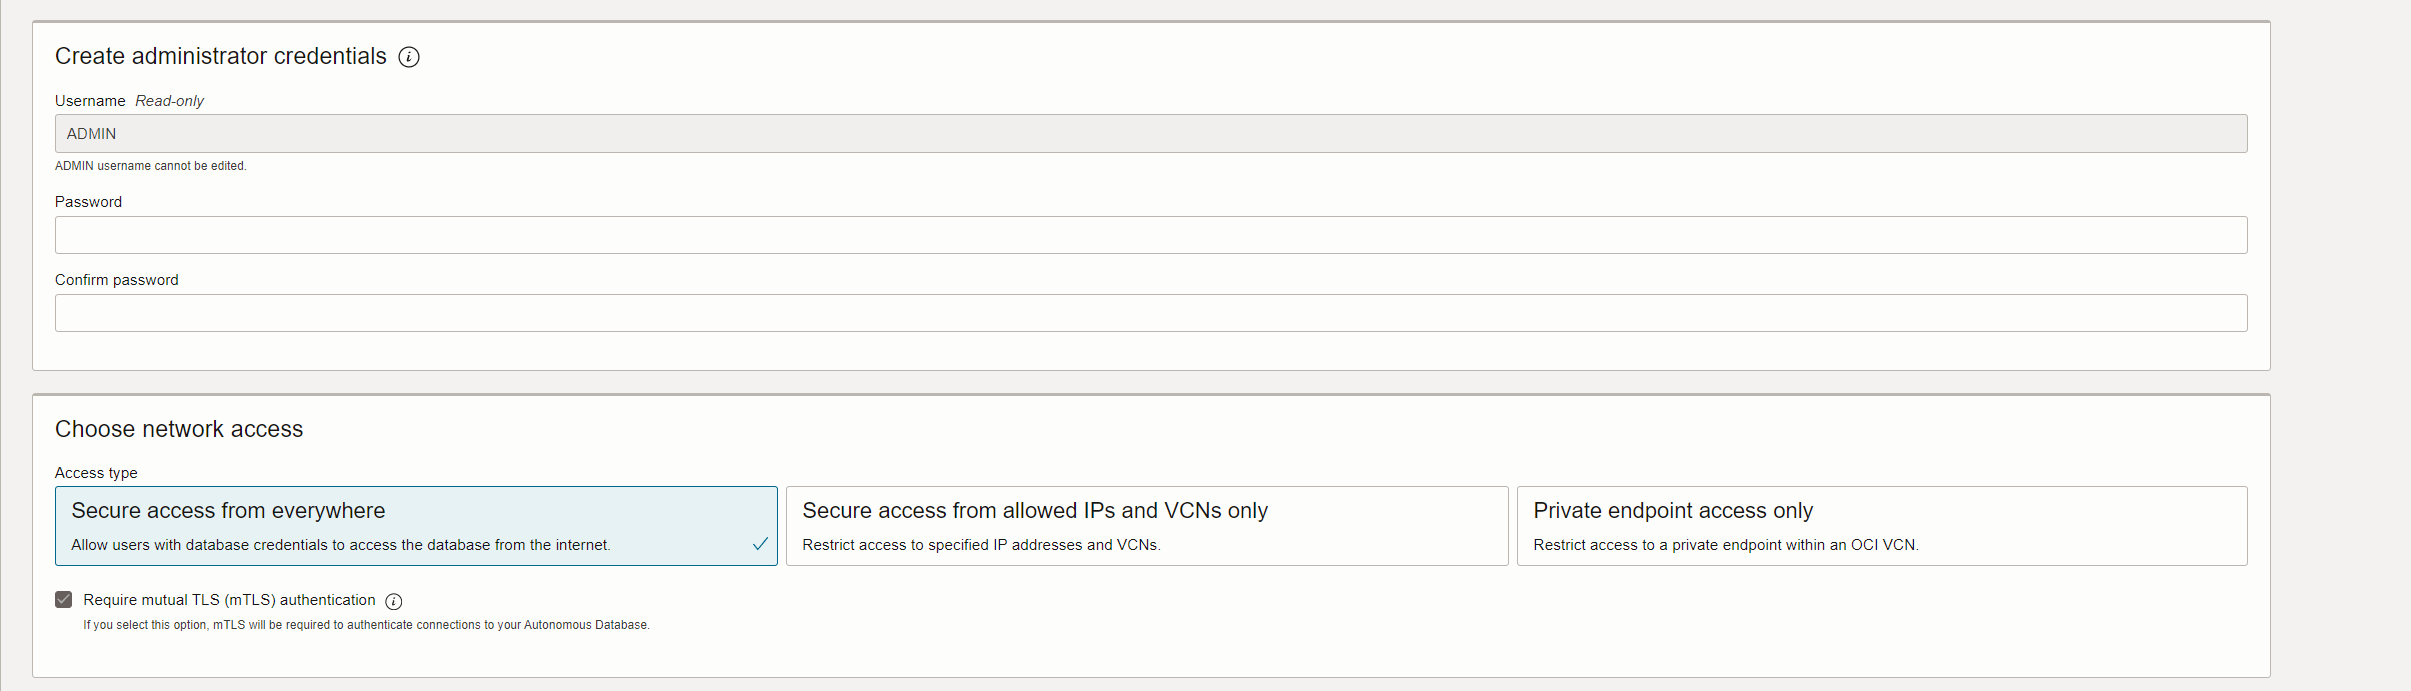 Create administrator credentials
Username Read-only
ADMIN
ADMIN username cannot be edited.
Password
Confirm password
Choose network access
Access type
Secure access from everywhere
Allow users with database credentials to access the database from the internet.
Secure access from allowed IPs and VCNs only
Restrict access to specified IP addresses and VCNs.
Private endpoint access only
Restrict access to a private endpoint within an OCI VCN.
Require mutual TLS (mTLS) authentication
If you select this option, mTLS will be required to authenticate connections to your Autonomous Database.